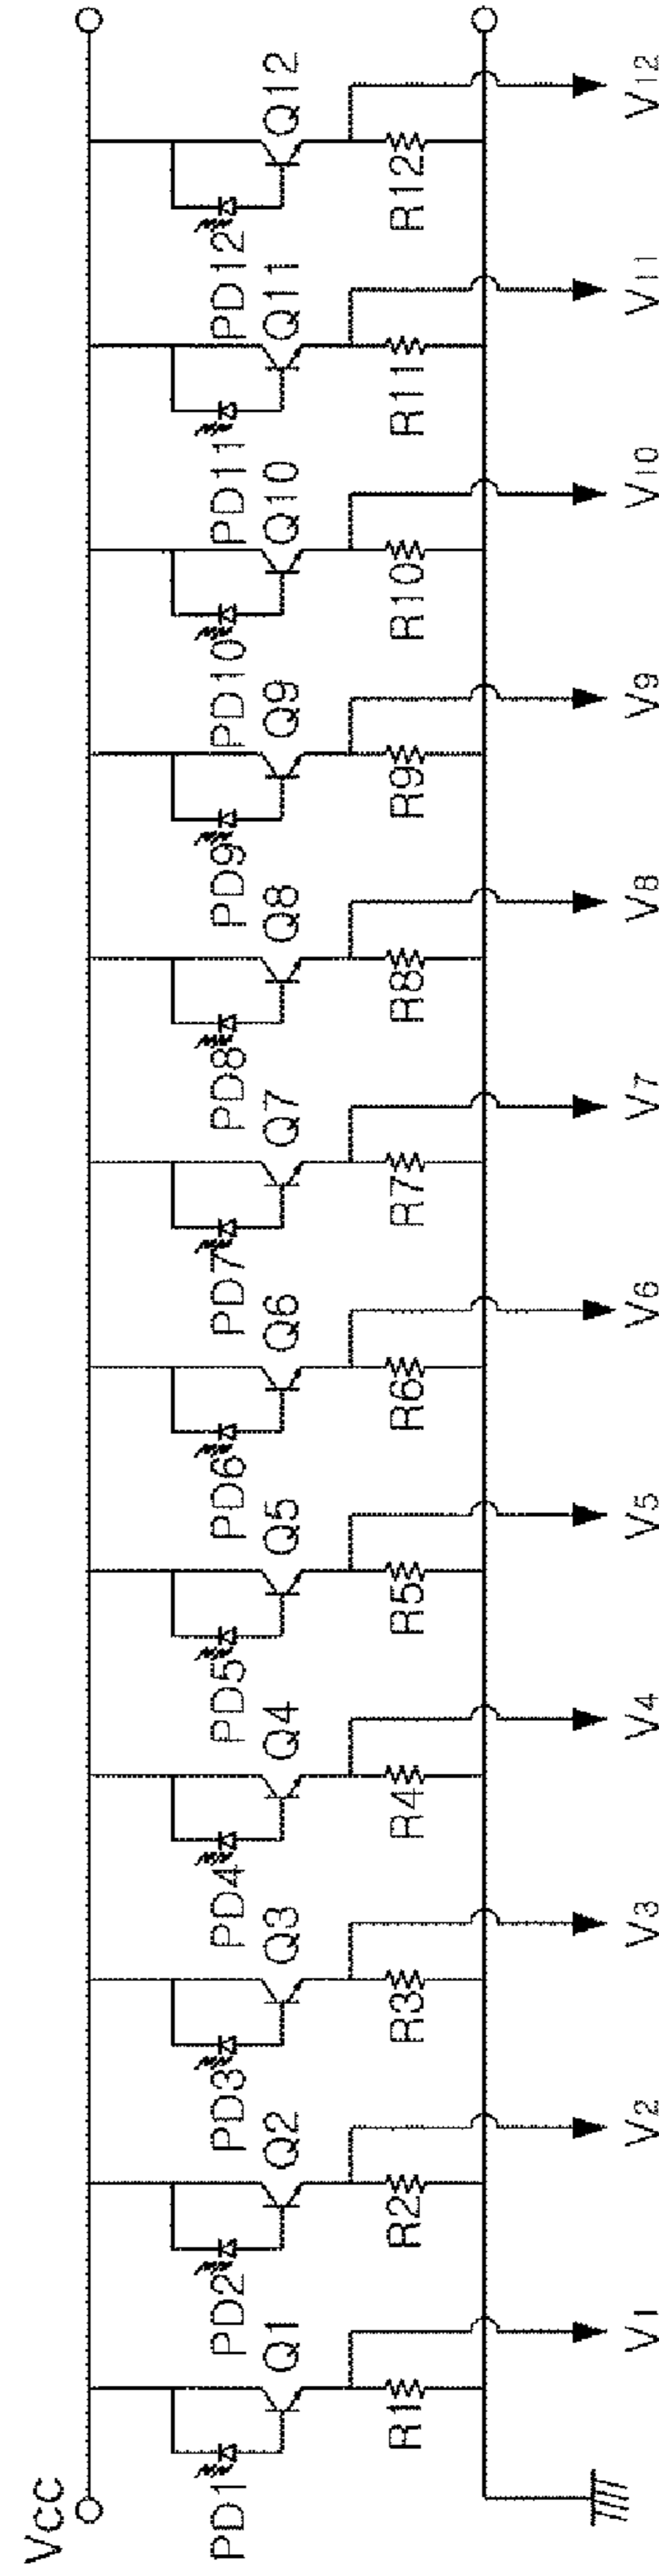 Vcc
PD1 Q1 R1 V1
PD2 Q2 R2 V2
PD3 Q3 R3 V3
PD4 Q4 R4 V4
PD5 Q5 R5 V5
PD6 Q6 R6 V6
PD7 Q7 R7 V7
PD8 Q8 R8 V8
PD9 Q9 R9 V9
PD10 Q10 R10 V10
PD11 Q11 R11 V11
PD12 Q12 R12 V12